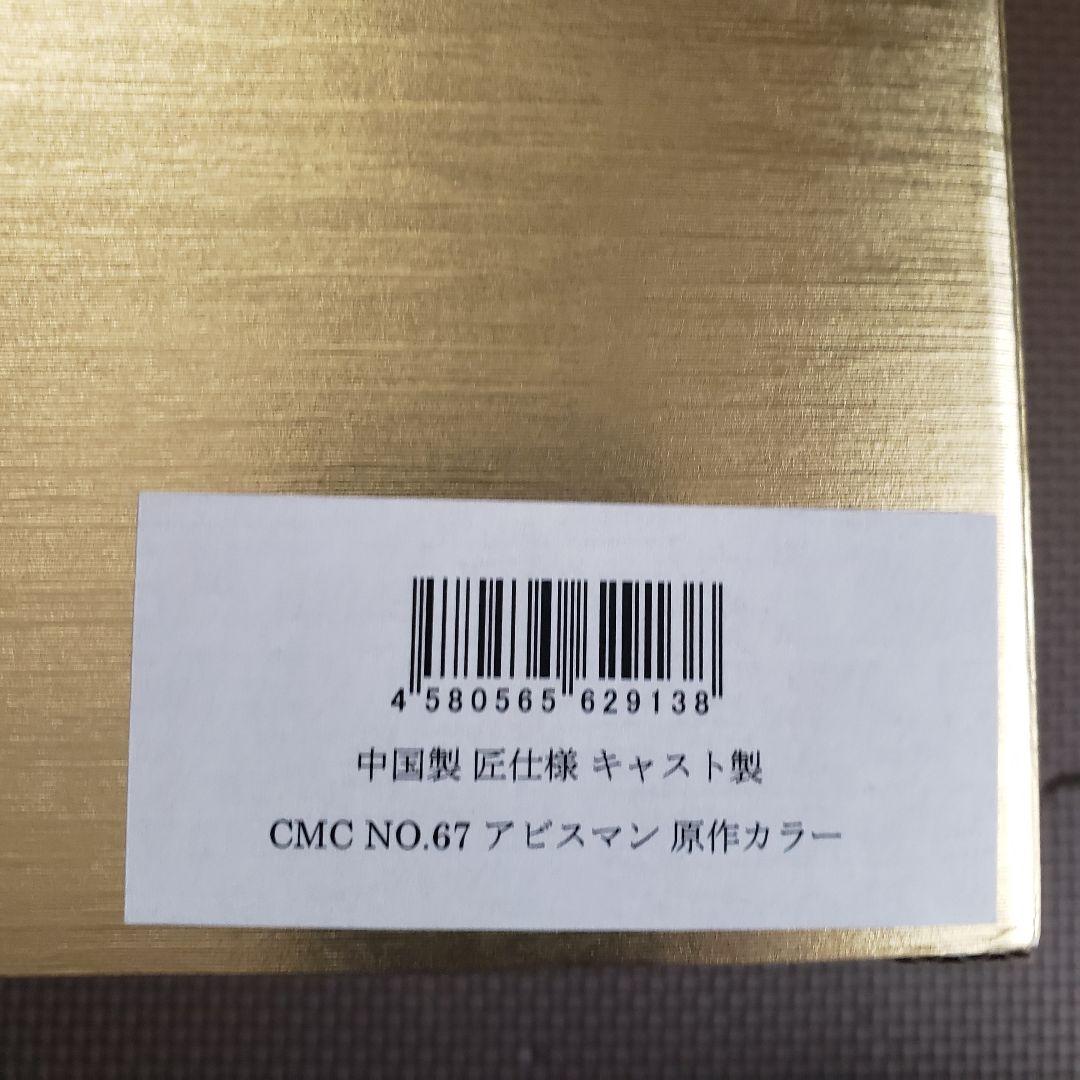 4 580565 629138
中国製 匠仕様 キャスト製
CMC NO.67 アビスマン 原作カラー